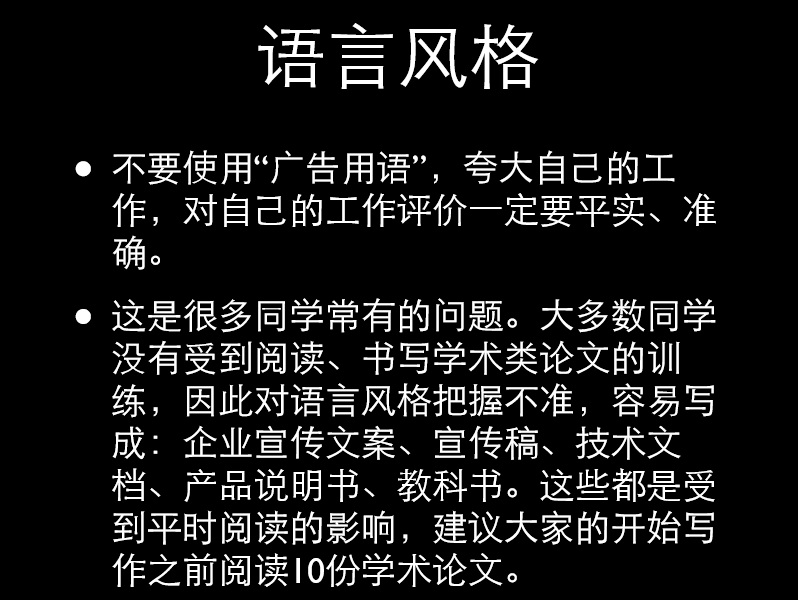 语言风格
● 不要使用“广告用语”，夸大自己的工
作，对自己的工作评价一定要平实、准
确。
● 这是很多同学常有的问题。大多数同学
没有受到阅读、书写学术类论文的训
练，因此对语言风格把握不准，容易写
成：企业宣传文案、宣传稿、技术文
档、产品说明书、教科书。这些都是受
到平时阅读的影响，建议大家的开始写
作之前阅读10份学术论文。